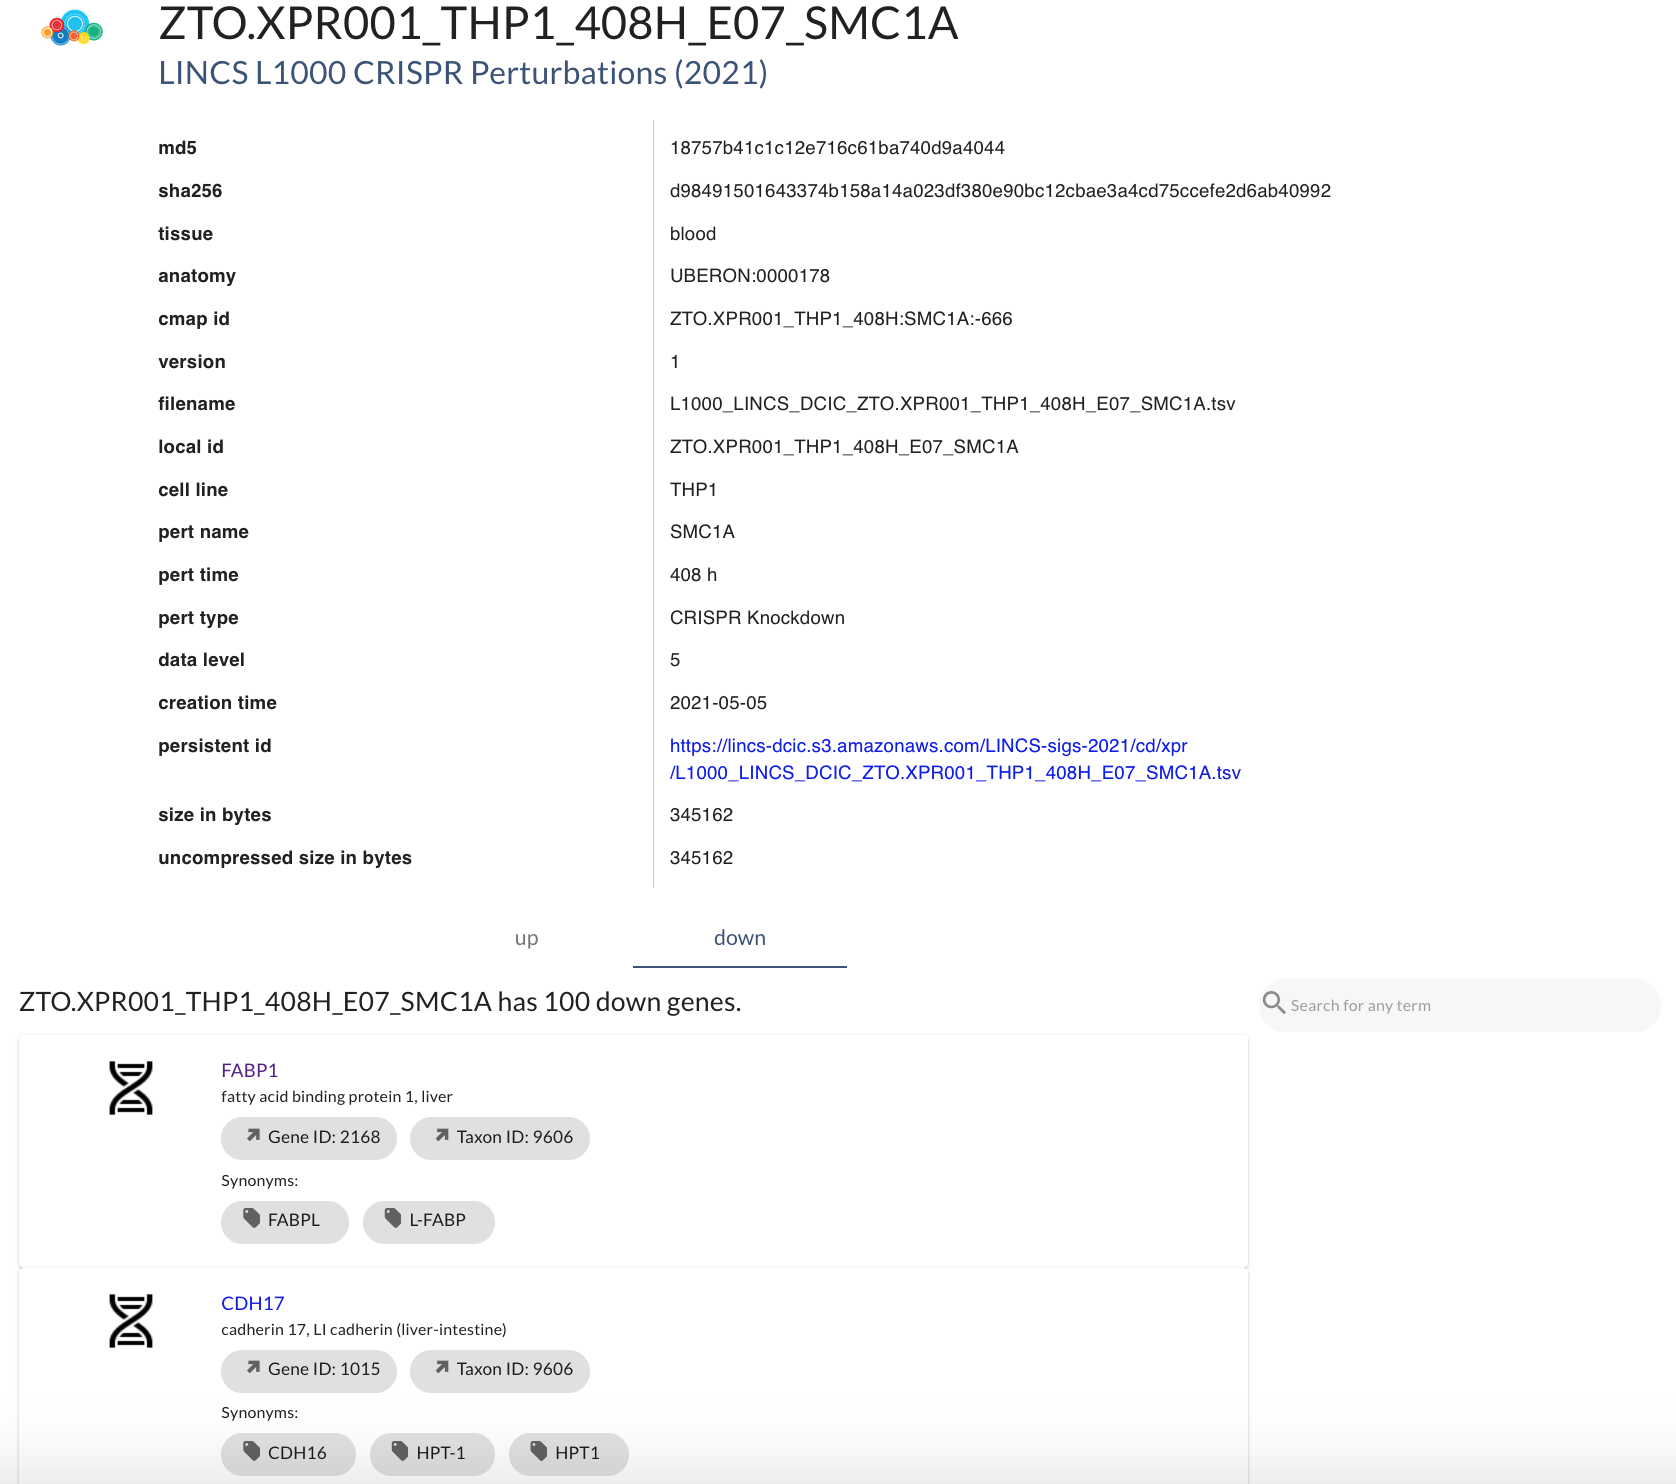 ZTO.XPR001_THP1_408H_E07_SMC1A
LINCS L1000 CRISPR Perturbations (2021)
md5 18757b41c1c12e716c61ba740d9a4044
sha256 d98491501643374b158a14a023df380e90bc12cbae3a4cd75ccefe2d6ab40992
tissue blood
anatomy UBERON:0000178
cmap id ZTO.XPR001_THP1_408H:SMC1A:-666
version 1
filename L1000_LINCS_DCIC_ZTO.XPR001_THP1_408H_E07_SMC1A.tsv
local id ZTO.XPR001_THP1_408H_E07_SMC1A
cell line THP1
pert name SMC1A
pert time 408 h
pert type CRISPR Knockdown
data level 5
creation time 2021-05-05
persistent id https://lincs-dcic.s3.amazonaws.com/LINCS-sigs-2021/cd/xpr
/L1000_LINCS_DCIC_ZTO.XPR001_THP1_408H_E07_SMC1A.tsv
size in bytes 345162
uncompressed size in bytes 345162
up down
ZTO.XPR001_THP1_408H_E07_SMC1A has 100 down genes.
Search for any term
FABP1
fatty acid binding protein 1, liver
Gene ID: 2168 Taxon ID: 9606
Synonyms:
FABPL L-FABP
CDH17
cadherin 17, LI cadherin (liver-intestine)
Gene ID: 1015 Taxon ID: 9606
Synonyms:
CDH16 HPT-1 HPT1